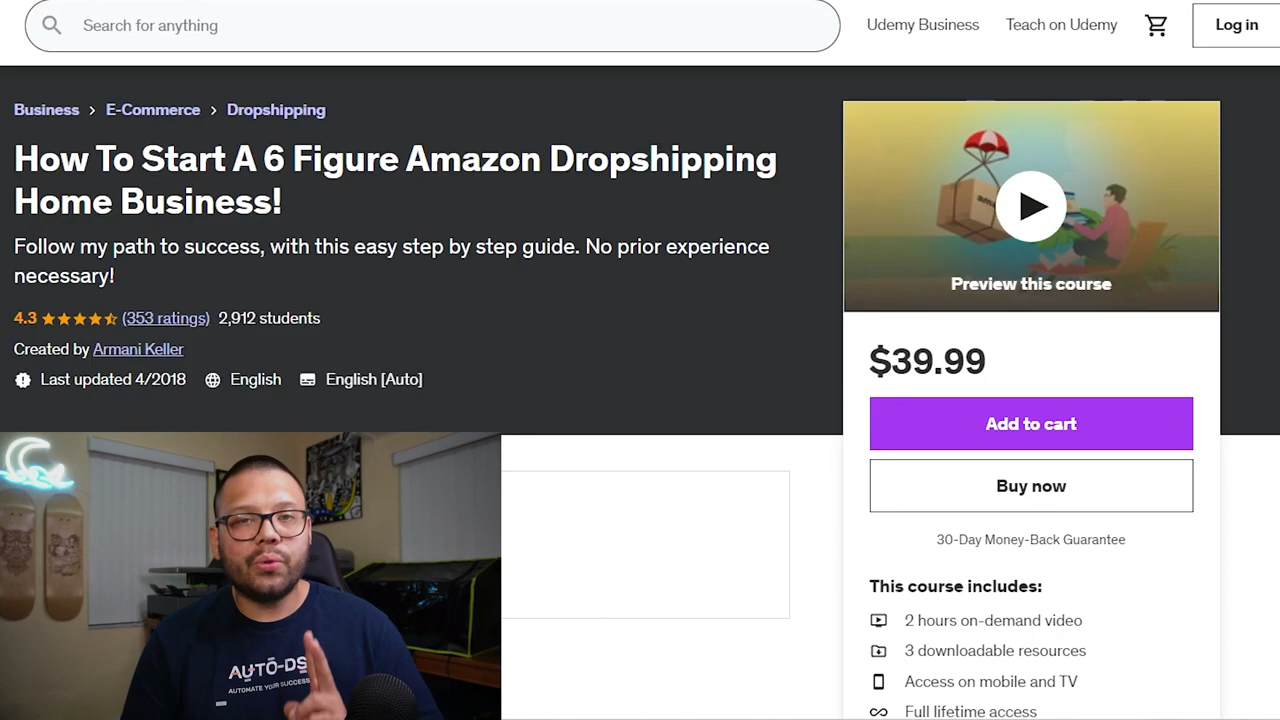 Search for anything
Udemy Business
Teach on Udemy
Log in
Business > E-Commerce > Dropshipping
How To Start A 6 Figure Amazon Dropshipping
Home Business!
Follow my path to success, with this easy step by step guide. No prior experience
necessary!
4.3 (353 ratings) 2,912 students
Created by Armani Keller
Last updated 4/2018 English English [Auto]
Preview this course
$39.99
Add to cart
Buy now
30-Day Money-Back Guarantee
This course includes:
2 hours on-demand video
3 downloadable resources
Access on mobile and TV
Full lifetime access
AUTO-DS
AUTOMATE YOUR SUCCESS